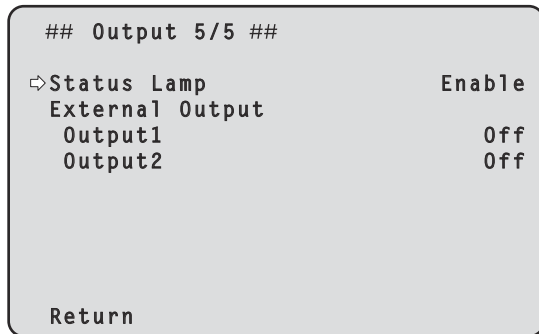 ## Output 5/5 ##
⇨Status Lamp Enable
External Output
Output1 Off
Output2 Off
Return